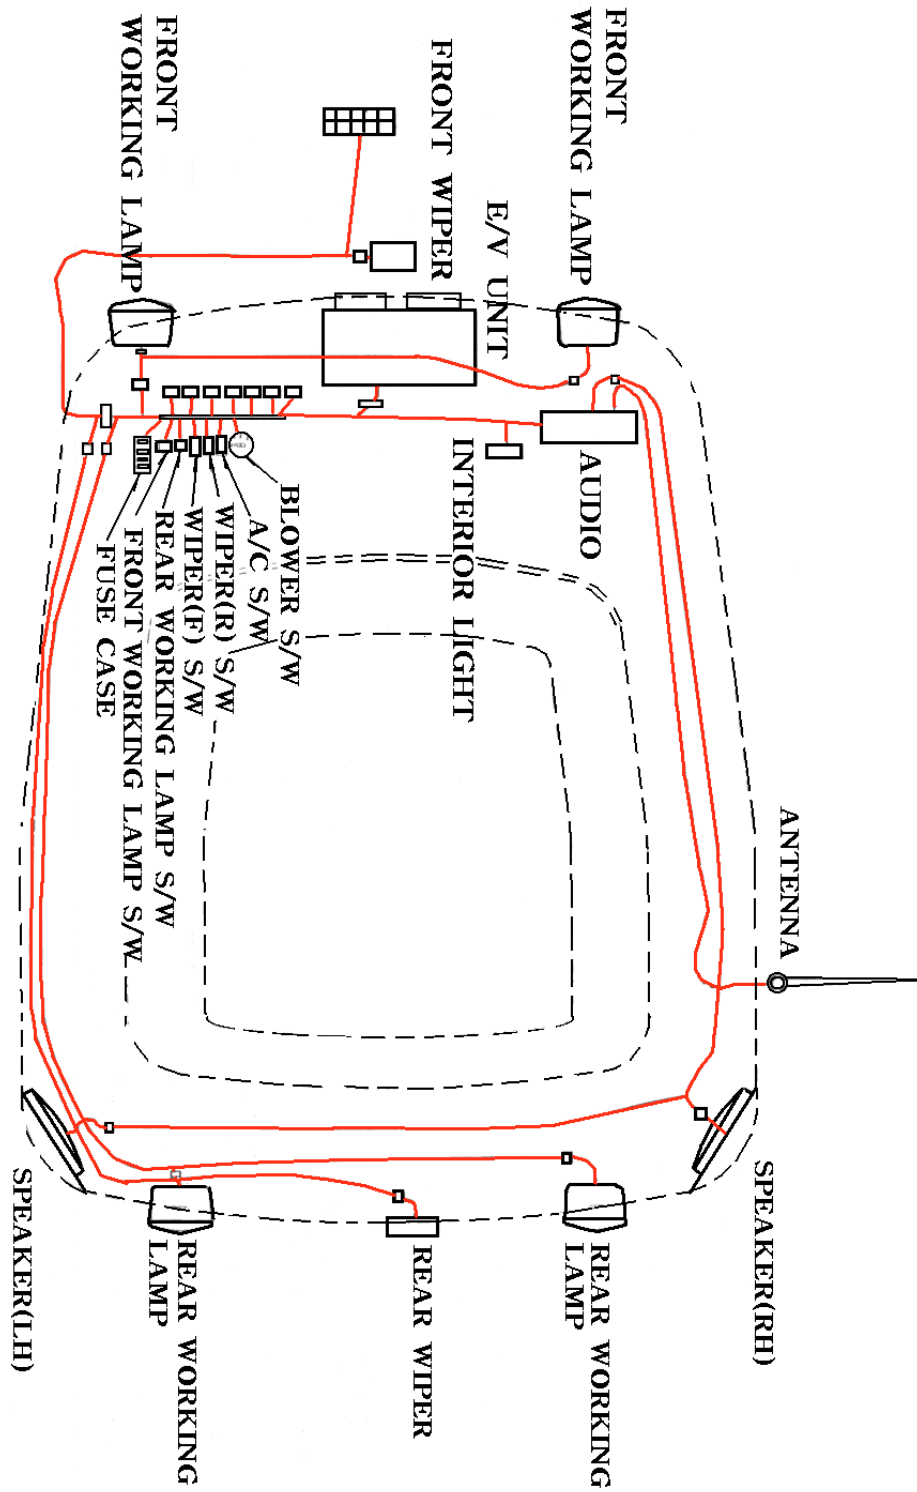 FRONT
WORKING LAMP
FRONT WIPER
E/V UNIT
FRONT
WORKING LAMP
AUDIO
INTERIOR LIGHT
BLOWER S/W
A/C S/W
WIPER(R) S/W
WIPER(F) S/W
REAR WORKING LAMP S/W
FRONT WORKING LAMP S/W
FUSE CASE
ANTENNA
SPEAKER(RH)
REAR WORKING
LAMP
REAR WIPER
REAR WORKING
LAMP
SPEAKER(LH)